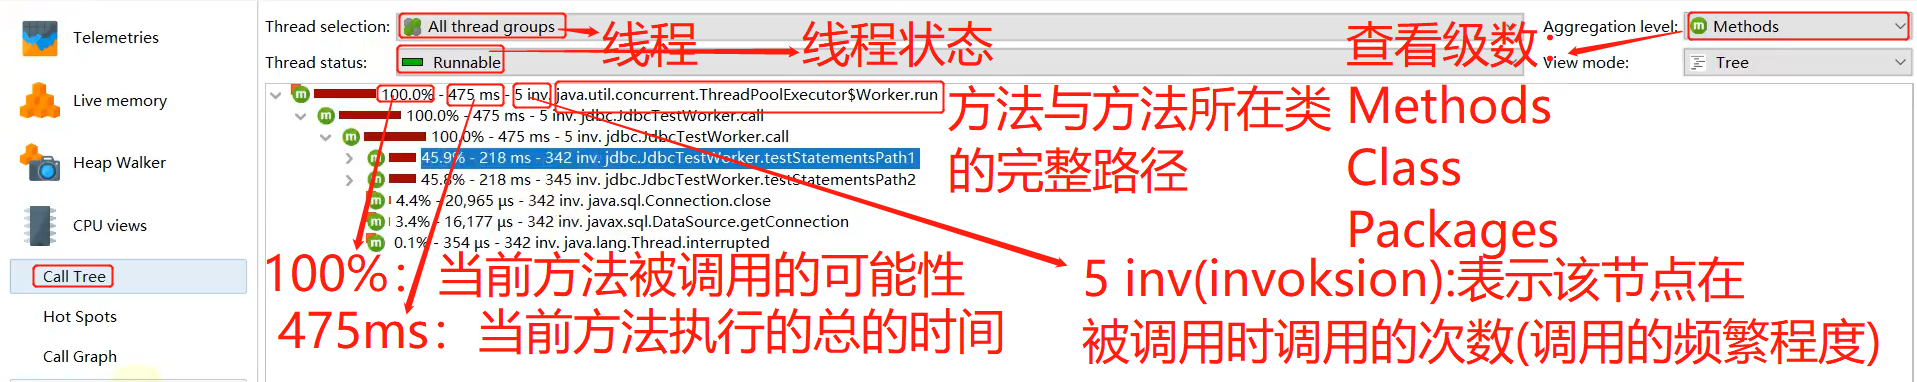 Telemetries
Live memory
Heap Walker
CPU views
Call Tree
Hot Spots
Call Graph
Thread selection: All thread groups
线程
线程状态
Thread status: Runnable
Aggregation level: Methods
查看级数:
View mode: Tree
100.0% - 475 ms - 5 inv. java.util.concurrent.ThreadPoolExecutor$Worker.run
100.0% - 475 ms - 5 inv. jdbc.JdbcTestWorker.call
100.0% - 475 ms - 5 inv. jdbc.JdbcTestWorker.call
45.9% - 218 ms - 342 inv. jdbc.JdbcTestWorker.testStatementsPath1
45.8% - 218 ms - 345 inv. jdbc.JdbcTestWorker.testStatementsPath2
4.4% - 20,965 µs - 342 inv. java.sql.Connection.close
3.4% - 16,177 µs - 342 inv. javax.sql.DataSource.getConnection
0.1% - 354 µs - 342 inv. java.lang.Thread.interrupted
方法与方法所在类
的完整路径
Methods
Class
Packages
100%：当前方法被调用的可能性
475ms：当前方法执行的总的时间
5 inv(invoksion):表示该节点在
被调用时调用的次数(调用的频繁程度)